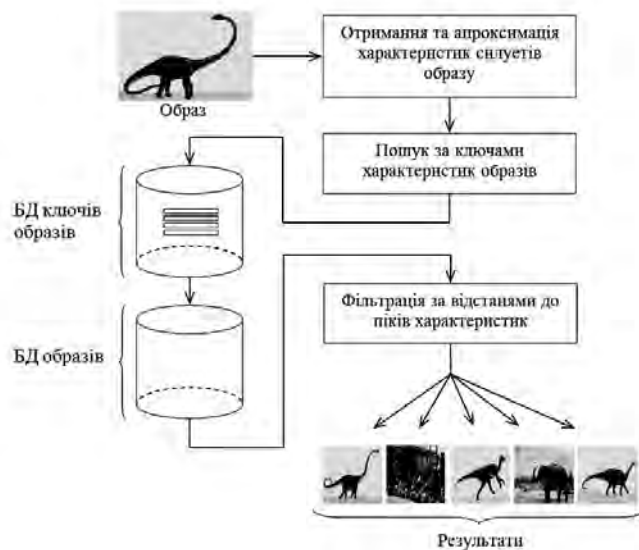 Отримання та апроксимація
характеристик силуетів
образу
Образ
Пошук за ключами
характеристик образів
БД ключів
образів
Фільтрація за відстанями до
піків характеристик
БД образів
Результати